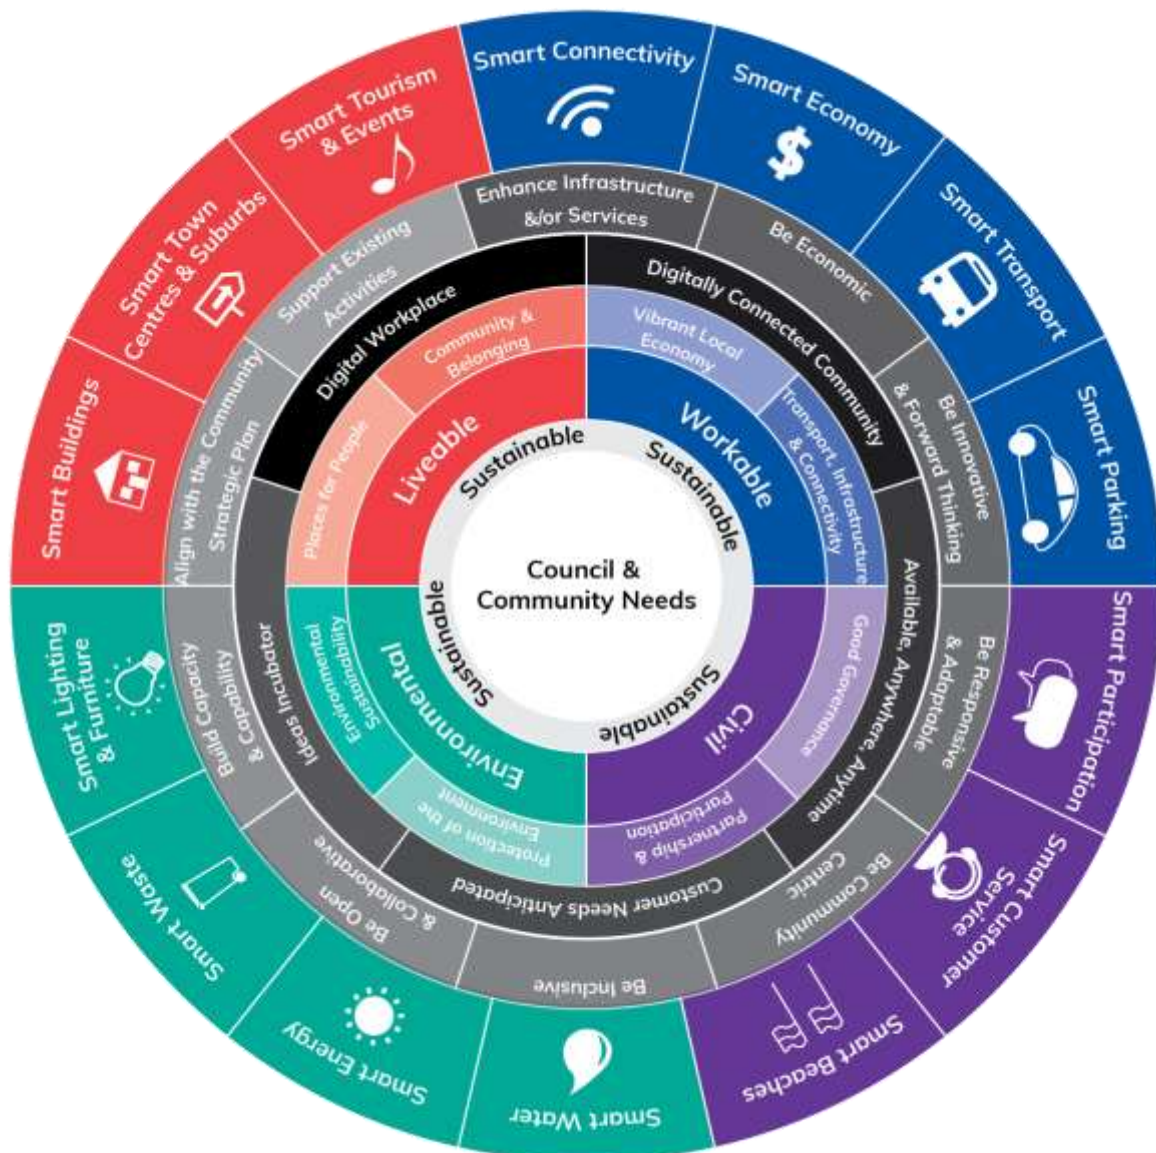 Smart Connectivity
Smart Economy
Smart Transport
Smart Parking
Smart Participation
Smart Customer
Service
Smart Beaches
Smart Water
Smart Energy
Smart Waste
Smart Lighting
& Furniture
Smart Buildings
Smart Town
Centres & Suburbs
Smart Tourism
& Events
$
Enhance Infrastructure
&/or Services
Be Economic
Be Innovative
& Forward Thinking
Be Responsive
& Adaptable
Be Community
Centric
Be Inclusive
Be Open
& Collaborative
Build Capacity
& Capability
Align with the Community
Strategic Plan
Support Existing
Activities
Digitally Connected Community
Available, Anywhere, Anytime
Customer Needs Anticipated
Ideas Incubator
Digital Workplace
Vibrant Local
Economy
Transport, Infrastructure
& Connectivity
Good Governance
Partnership &
Participation
Protection of the
Environment
Environmental
Sustainability
Places for People
Community &
Belonging
Workable
Civil
Environmental
Liveable
Sustainable
Sustainable
Sustainable
Sustainable
Council &
Community Needs